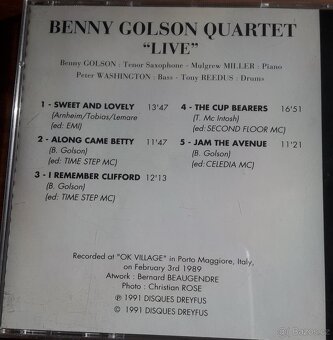 BENNY GOLSON QUARTET
"LIVE"
Benny GOLSON : Tenor Saxophone - Mulgrew MILLER : Piano
Peter WASHINGTON : Bass - Tony REEDUS : Drums
1 - SWEET AND LOVELY 13'47
(Arnheim/Tobias/Lemare
(ed: EMI)
2 - ALONG CAME BETTY 11'47
(B. Golson)
(ed: TIME STEP MC)
3 - I REMEMBER CLIFFORD 12'13
(B. Golson)
(ed: TIME STEP MC)
4 - THE CUP BEARERS 16'51
(T. Mc Intosh)
(ed: SECOND FLOOR MC)
5 - JAM THE AVENUE 11'21
(B. Golson)
(ed: CELEDIA MC)
Recorded at "OK VILLAGE" in Porto Maggiore, Italy,
on February 3rd 1989
Atwork : Bernard BEAUGENDRE
Photo : Christian ROSE
℗ 1991 DISQUES DREYFUS
© 1991 DISQUES DREYFUS